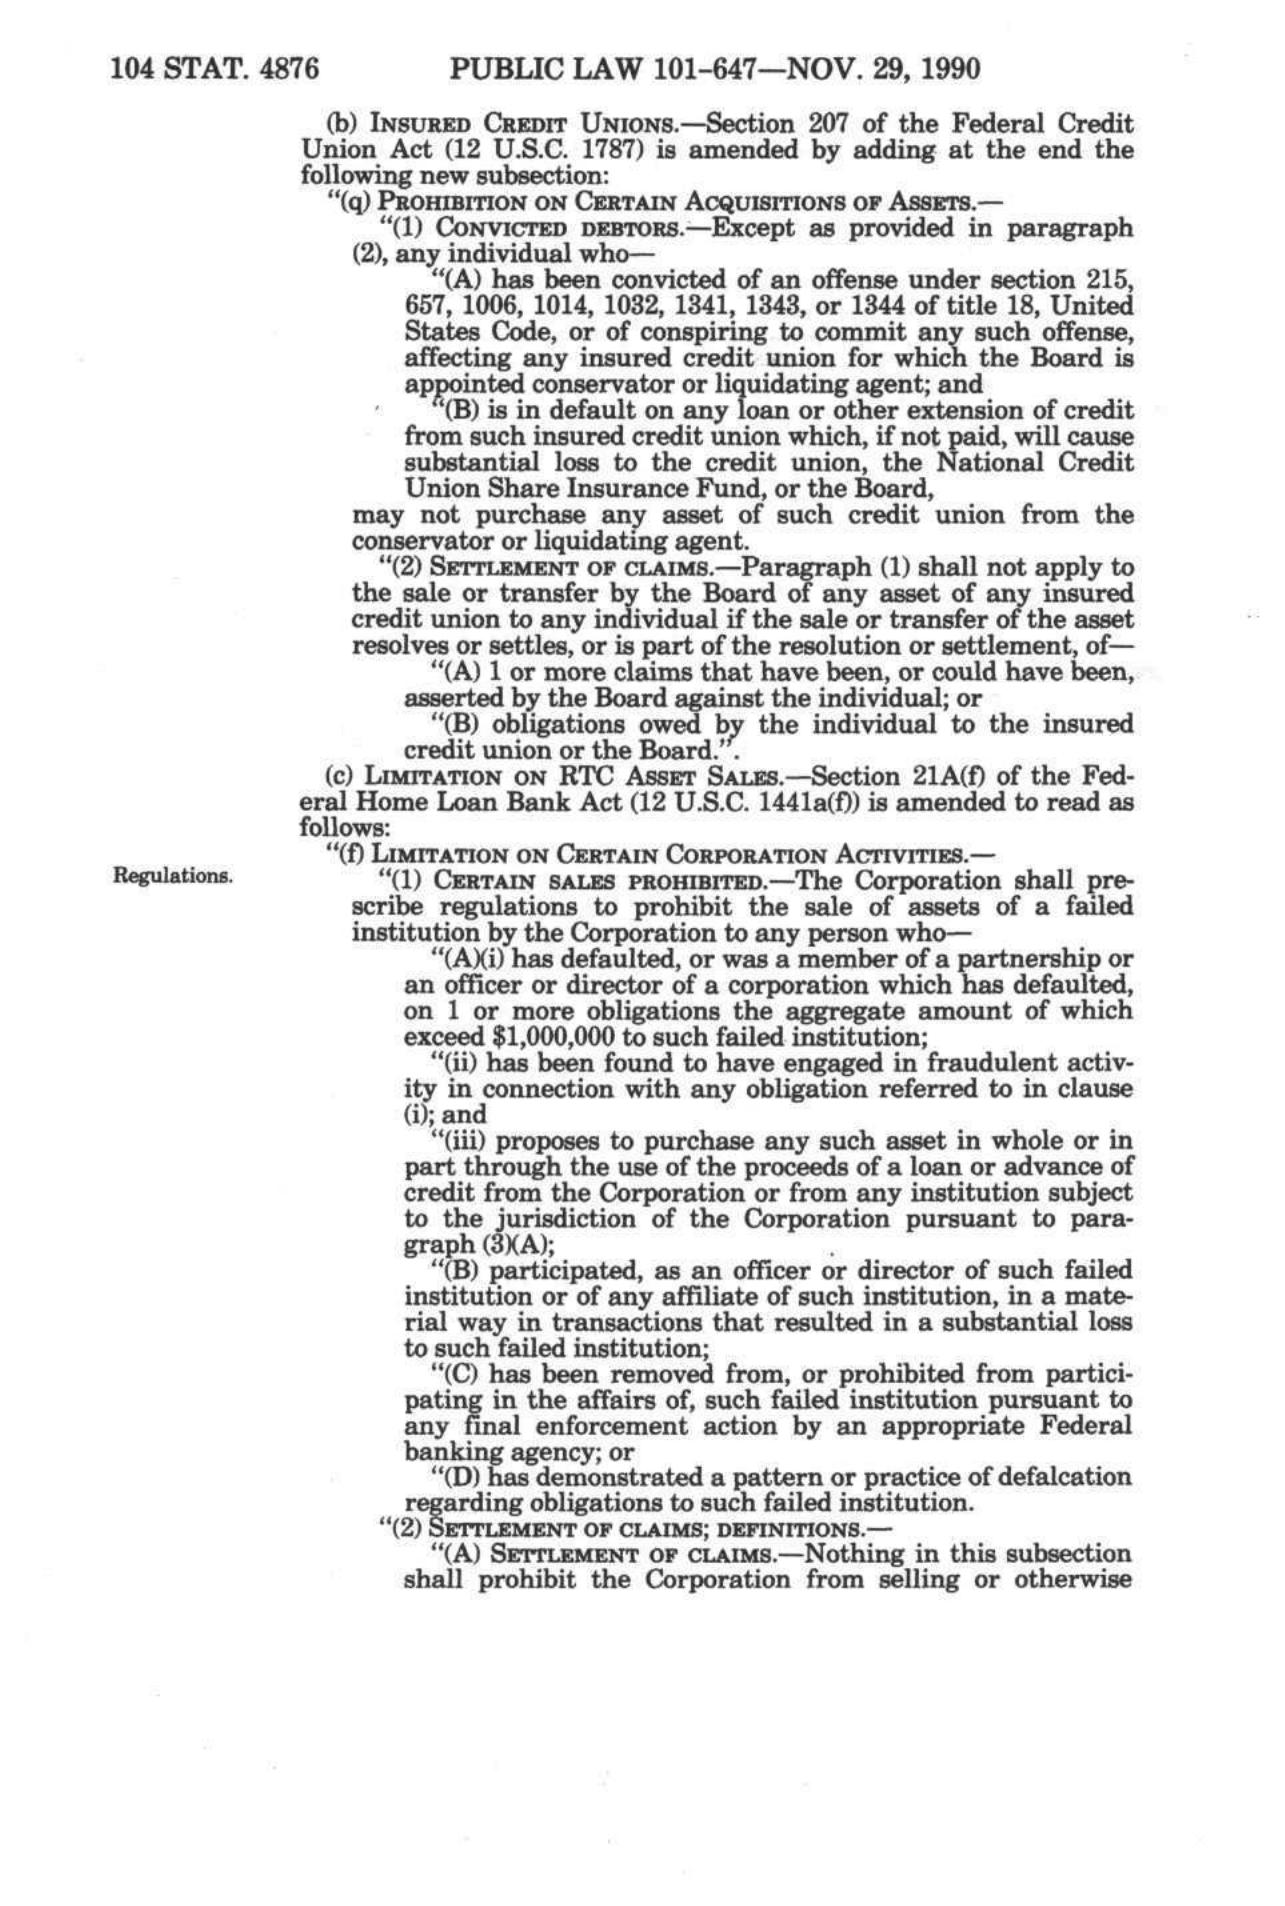 104 STAT. 4876 PUBLIC LAW 101-647—NOV. 29, 1990
(b) INSURED CREDIT UNIONS.—Section 207 of the Federal Credit
Union Act (12 U.S.C. 1787) is amended by adding at the end the
following new subsection:
"(q) PROHIBITION ON CERTAIN ACQUISITIONS OF ASSETS.—
"(1) CONVICTED DEBTORS.—Except as provided in paragraph
(2), any individual who—
"(A) has been convicted of an offense under section 215,
657, 1006, 1014, 1032, 1341, 1343, or 1344 of title 18, United
States Code, or of conspiring to commit any such offense,
affecting any insured credit union for which the Board is
appointed conservator or liquidating agent; and
"(B) is in default on any loan or other extension of credit
from such insured credit union which, if not paid, will cause
substantial loss to the credit union, the National Credit
Union Share Insurance Fund, or the Board,
may not purchase any asset of such credit union from the
conservator or liquidating agent.
"(2) SETTLEMENT OF CLAIMS.—Paragraph (1) shall not apply to
the sale or transfer by the Board of any asset of any insured
credit union to any individual if the sale or transfer of the asset
resolves or settles, or is part of the resolution or settlement, of—
"(A) 1 or more claims that have been, or could have been,
asserted by the Board against the individual; or
"(B) obligations owed by the individual to the insured
credit union or the Board.".
(c) LIMITATION ON RTC ASSET SALES.—Section 21A(f) of the Fed-
eral Home Loan Bank Act (12 U.S.C. 1441a(f)) is amended to read as
follows:
"(f) LIMITATION ON CERTAIN CORPORATION ACTIVITIES.—
Regulations.
"(1) CERTAIN SALES PROHIBITED.—The Corporation shall pre-
scribe regulations to prohibit the sale of assets of a failed
institution by the Corporation to any person who—
"(A)(i) has defaulted, or was a member of a partnership or
an officer or director of a corporation which has defaulted,
on 1 or more obligations the aggregate amount of which
exceed $1,000,000 to such failed institution;
"(ii) has been found to have engaged in fraudulent activ-
ity in connection with any obligation referred to in clause
(i); and
"(iii) proposes to purchase any such asset in whole or in
part through the use of the proceeds of a loan or advance of
credit from the Corporation or from any institution subject
to the jurisdiction of the Corporation pursuant to para-
graph (3)(A);
"(B) participated, as an officer or director of such failed
institution or of any affiliate of such institution, in a mate-
rial way in transactions that resulted in a substantial loss
to such failed institution;
"(C) has been removed from, or prohibited from partici-
pating in the affairs of, such failed institution pursuant to
any final enforcement action by an appropriate Federal
banking agency; or
"(D) has demonstrated a pattern or practice of defalcation
regarding obligations to such failed institution.
"(2) SETTLEMENT OF CLAIMS; DEFINITIONS.—
"(A) SETTLEMENT OF CLAIMS.—Nothing in this subsection
shall prohibit the Corporation from selling or otherwise